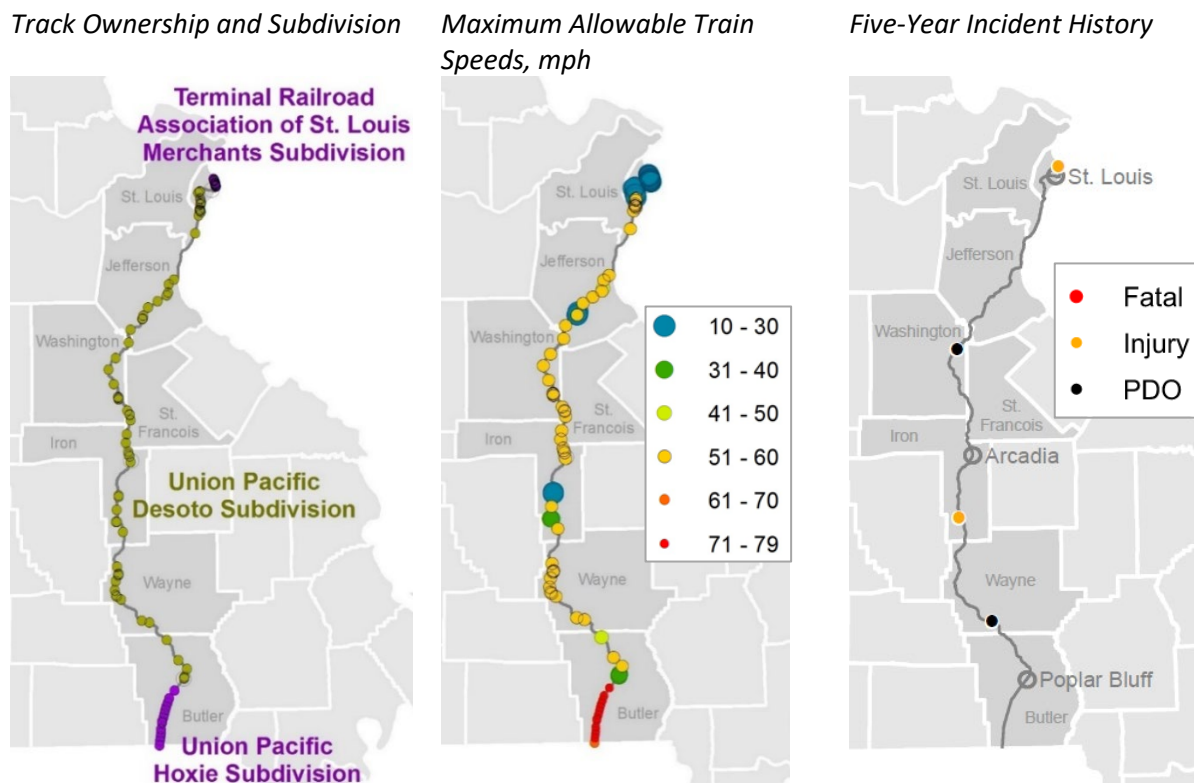 Track Ownership and Subdivision
Terminal Railroad
Association of St. Louis
Merchants Subdivision
St. Louis
Jefferson
Washington
St.
Francois
Iron
Union Pacific
Desoto Subdivision
Wayne
Butler
Union Pacific
Hoxie Subdivision
Maximum Allowable Train
Speeds, mph
St. Louis
Jefferson
Washington
St.
Francois
Iron
Wayne
Butler
10 - 30
31 - 40
41 - 50
51 - 60
61 - 70
71 - 79
Five-Year Incident History
St. Louis
St. Louis
Jefferson
Washington
St.
Francois
Iron
Arcadia
Wayne
Poplar Bluff
Butler
Fatal
Injury
PDO